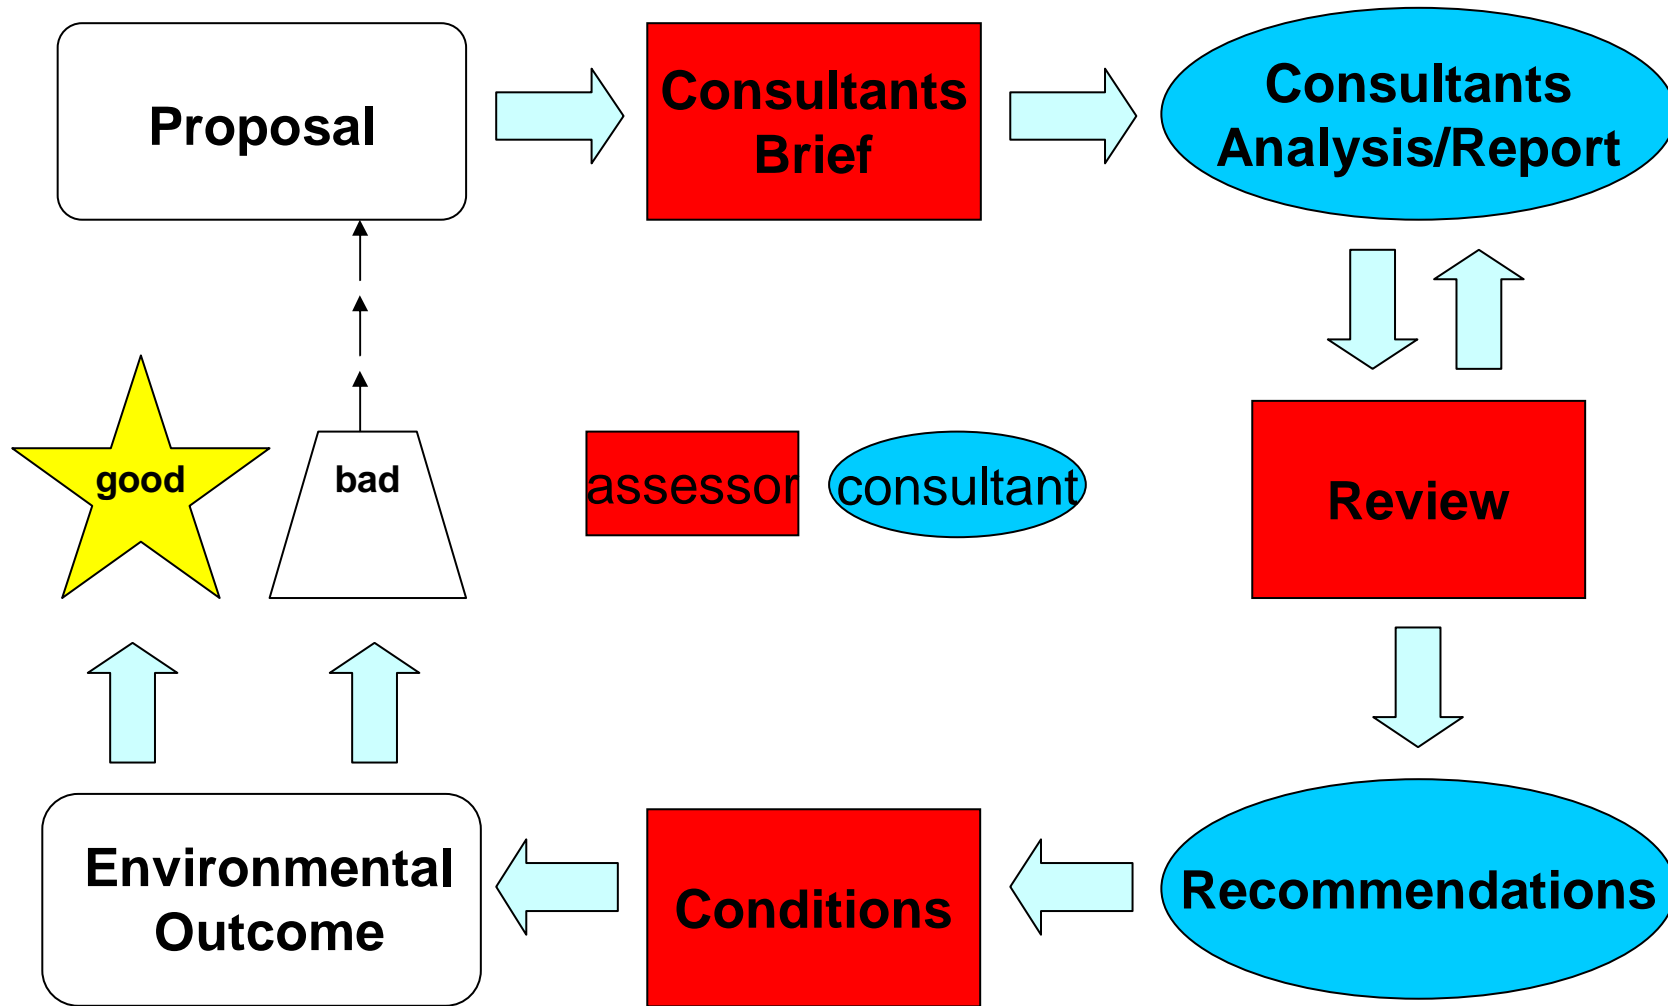 Proposal
Consultants
Brief
Consultants
Analysis/Report
good
bad
assessor
consultant
Review
Environmental
Outcome
Conditions
Recommendations